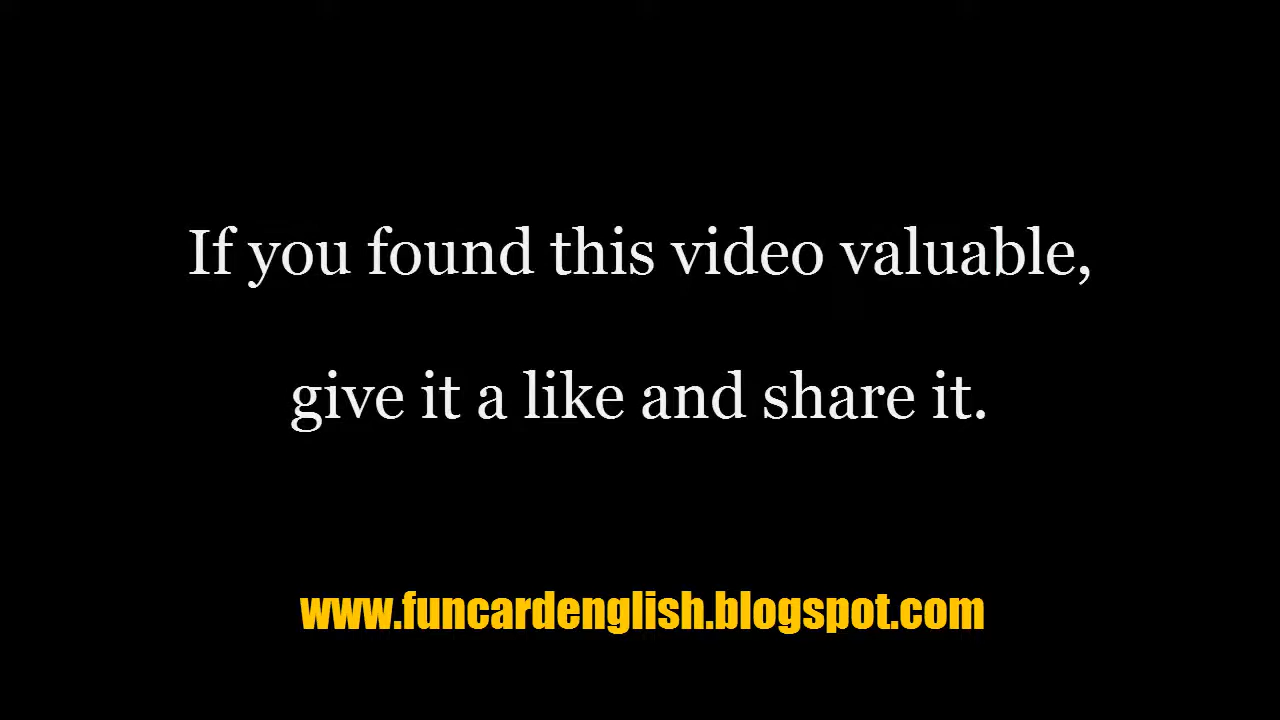 If you found this video valuable,
give it a like and share it.
www.funcardenglish.blogspot.com